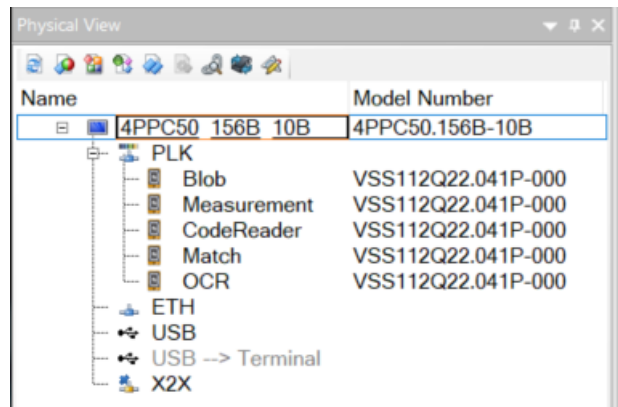 Physical View
Name Model Number
4PPC50_156B_10B 4PPC50.156B-10B
PLK
Blob VSS112Q22.041P-000
Measurement VSS112Q22.041P-000
CodeReader VSS112Q22.041P-000
Match VSS112Q22.041P-000
OCR VSS112Q22.041P-000
ETH
USB
USB --> Terminal
X2X